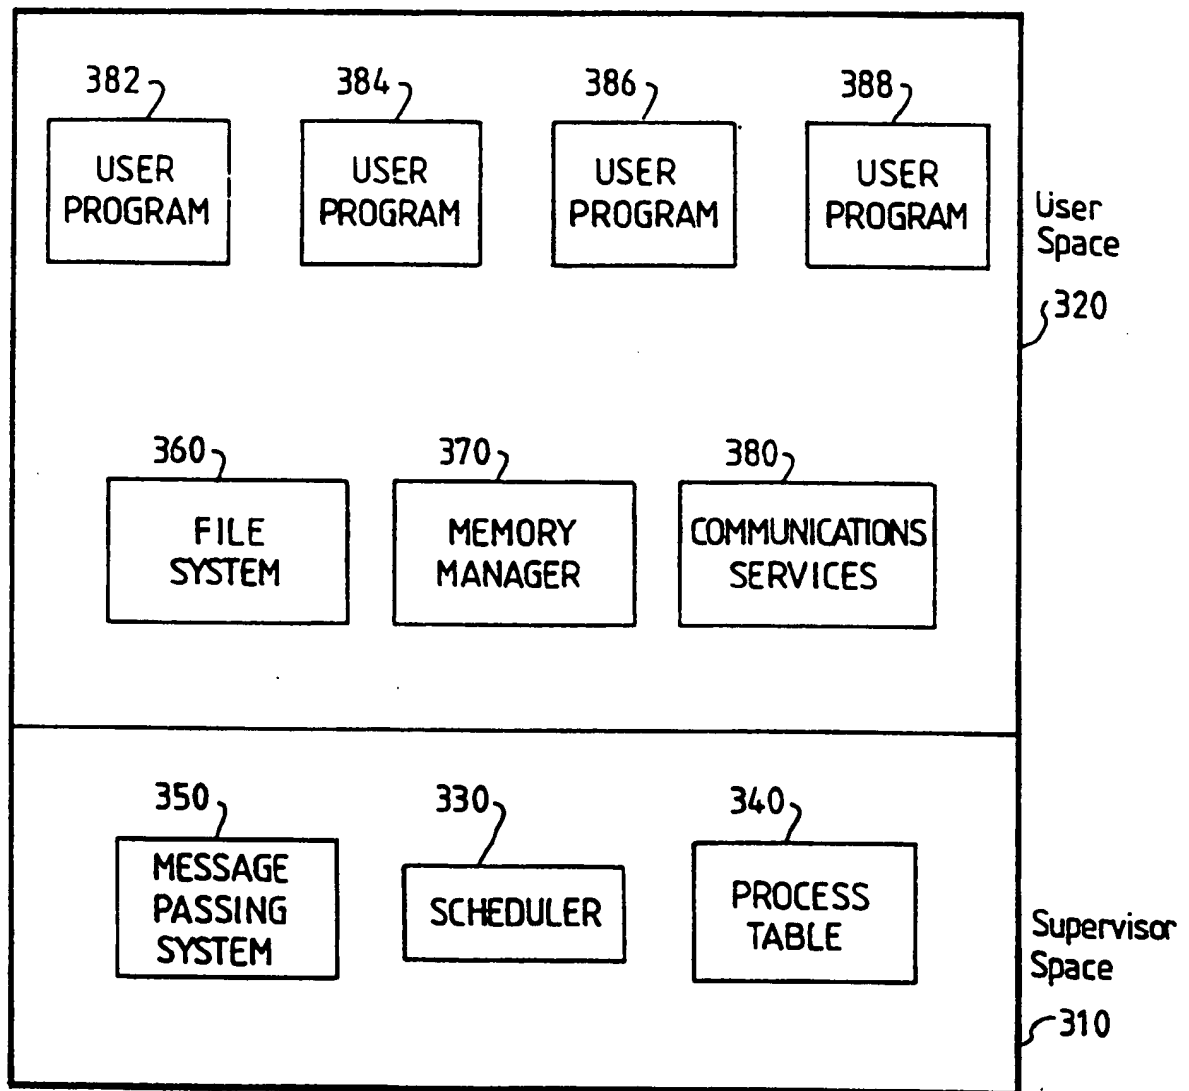 382
384
386
388
USER
PROGRAM
USER
PROGRAM
USER
PROGRAM
USER
PROGRAM
User
Space
320
360
370
380
FILE
SYSTEM
MEMORY
MANAGER
COMMUNICATIONS
SERVICES
350
330
340
MESSAGE
PASSING
SYSTEM
SCHEDULER
PROCESS
TABLE
Supervisor
Space
310